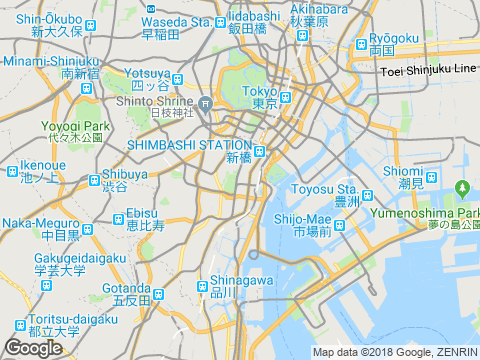 Shin-Ōkubo
新大久保
Waseda Sta.
早稲田
Iidabashi
飯田橋
Akihabara
秋葉原
Ryōgoku
両国
Toei Shinjuku Line
Minami-Shinjuku
南新宿
Yotsuya
四ッ谷
Shinto Shrine
日枝神社
Tokyo
東京
Yoyogi Park
代々木公園
SHIMBASHI STATION
新橋
Ikenoue
池ノ上
Shibuya
渋谷
Shiomi
潮見
Toyosu Sta.
豊洲
Yumenoshima Park
夢の島公園
Ebisu
恵比寿
Naka-Meguro
中目黒
Shijo-Mae
市場前
Gakugeidaigaku
学芸大学
Gotanda
五反田
Shinagawa
品川
Toritsu-daigaku
都立大学
Google
Map data ©2018 Google, ZENRIN